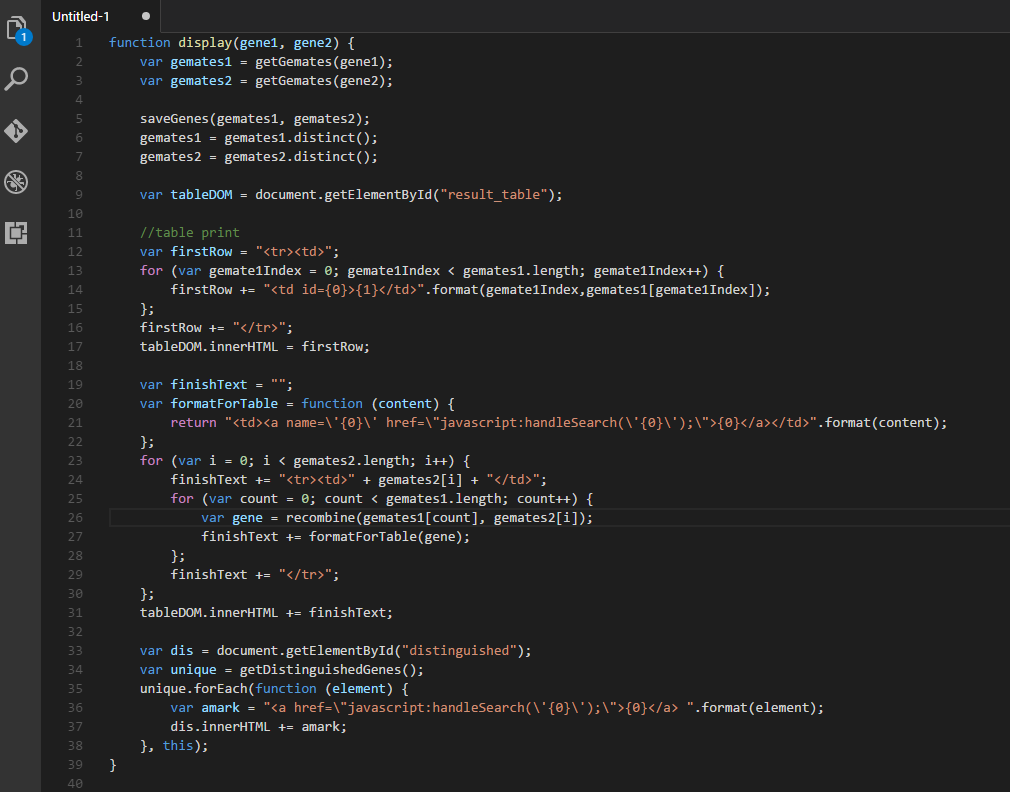 Untitled-1
1
1 function display(gene1, gene2) {
2     var gemates1 = getGemates(gene1);
3     var gemates2 = getGemates(gene2);
4
5     saveGenes(gemates1, gemates2);
6     gemates1 = gemates1.distinct();
7     gemates2 = gemates2.distinct();
8
9     var tableDOM = document.getElementById("result_table");
10
11     //table print
12     var firstRow = "<tr><td>";
13     for (var gemate1Index = 0; gemate1Index < gemates1.length; gemate1Index++) {
14         firstRow += "<td id={0}>{1}</td>".format(gemate1Index,gemates1[gemate1Index]);
15     };
16     firstRow += "</tr>";
17     tableDOM.innerHTML = firstRow;
18
19     var finishText = "";
20     var formatForTable = function (content) {
21         return "<td><a name=\'{0}\' href=\"javascript:handleSearch(\'{0}\');\">{0}</a></td>".format(content);
22     };
23     for (var i = 0; i < gemates2.length; i++) {
24         finishText += "<tr><td>" + gemates2[i] + "</td>";
25         for (var count = 0; count < gemates1.length; count++) {
26             var gene = recombine(gemates1[count], gemates2[i]);
27             finishText += formatForTable(gene);
28         };
29         finishText += "</tr>";
30     };
31     tableDOM.innerHTML += finishText;
32
33     var dis = document.getElementById("distinguished");
34     var unique = getDistinguishedGenes();
35     unique.forEach(function (element) {
36         var amark = "<a href=\"javascript:handleSearch(\'{0}\');\">{0}</a> ".format(element);
37         dis.innerHTML += amark;
38     }, this);
39 }
40